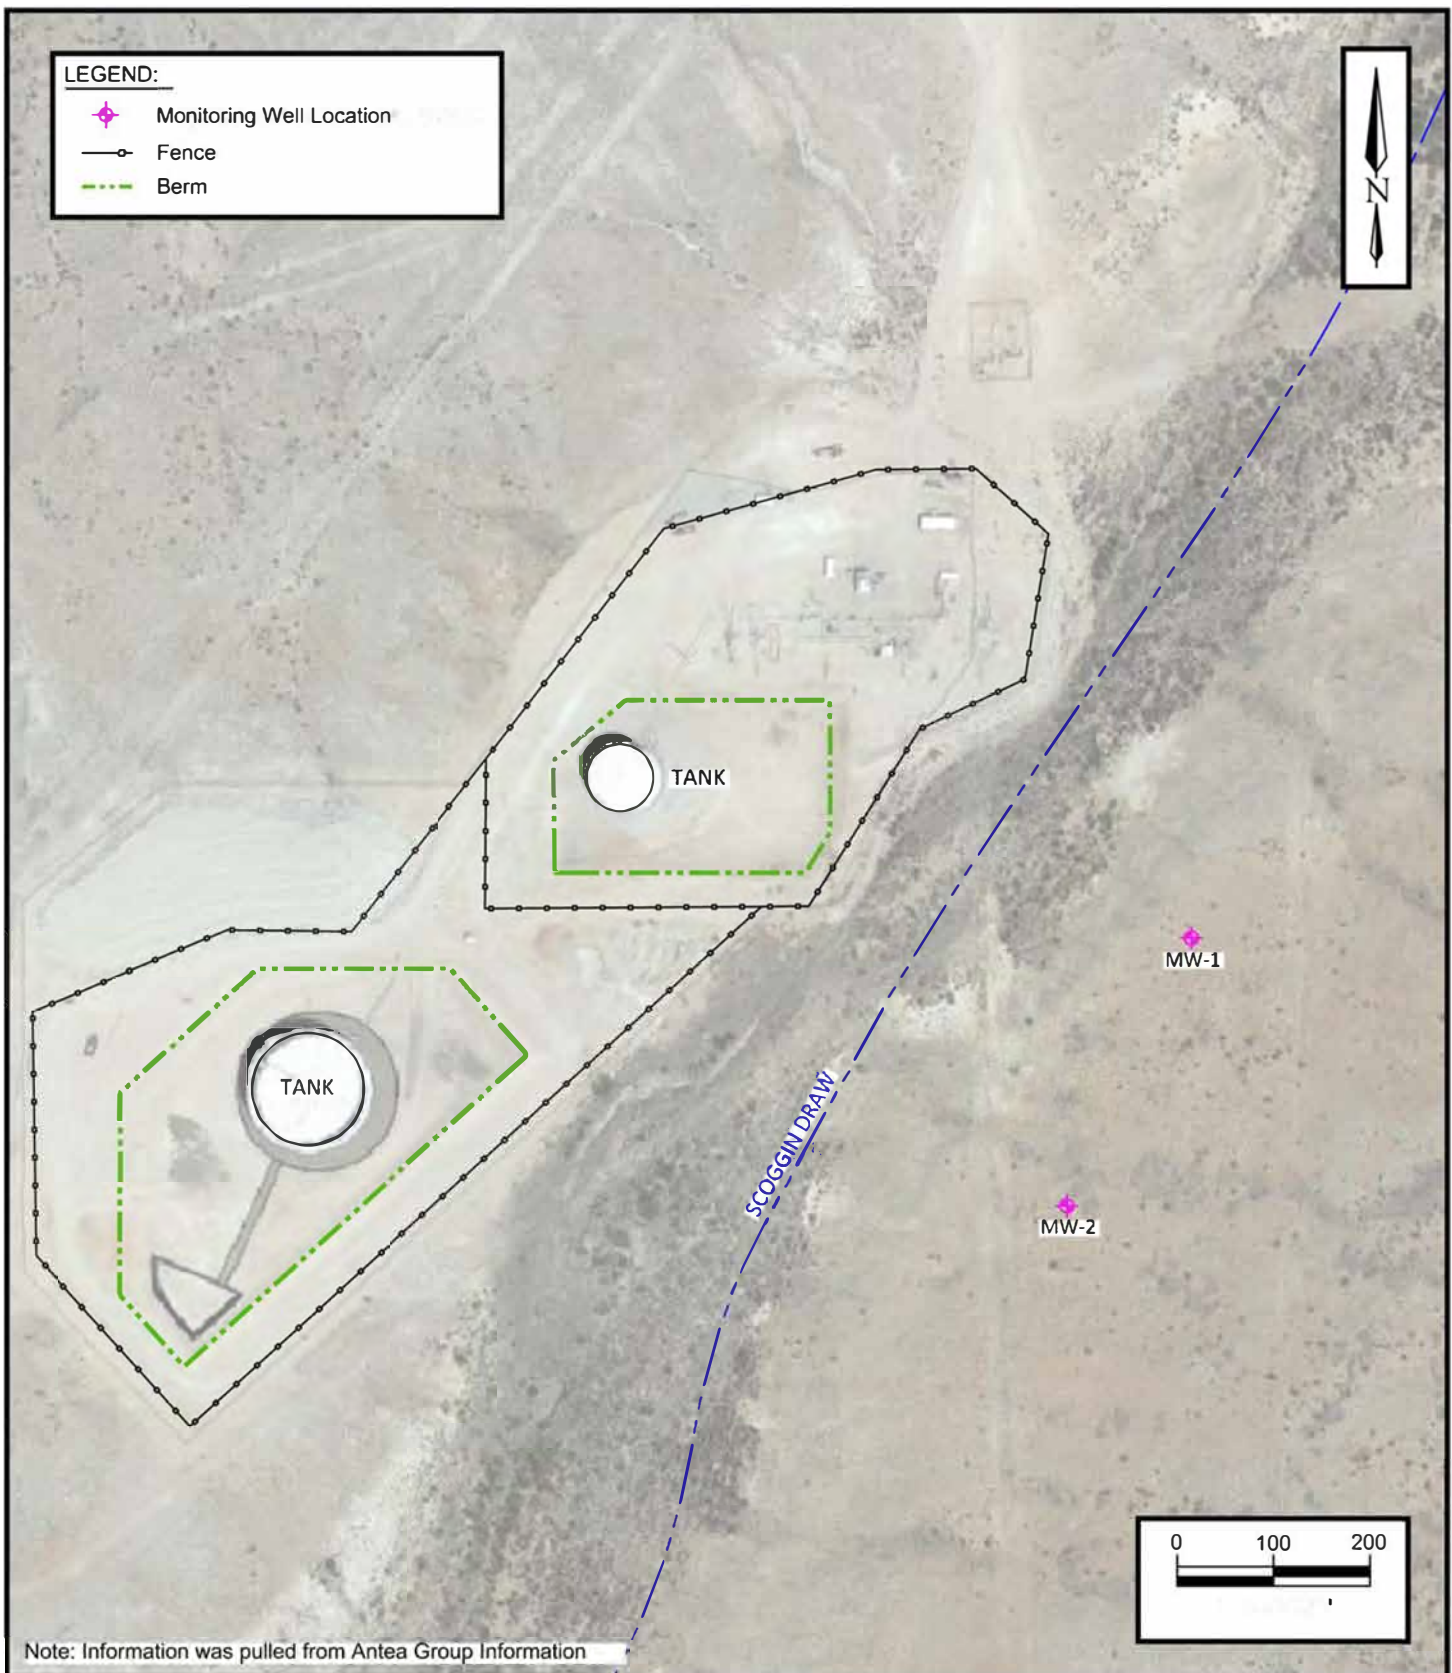 LEGEND:
Monitoring Well Location
Fence
Berm
N
TANK
MW-1
TANK
SCOGGIN DRAW
MW-2
0 100 200
Note: Information was pulled from Antea Group Information